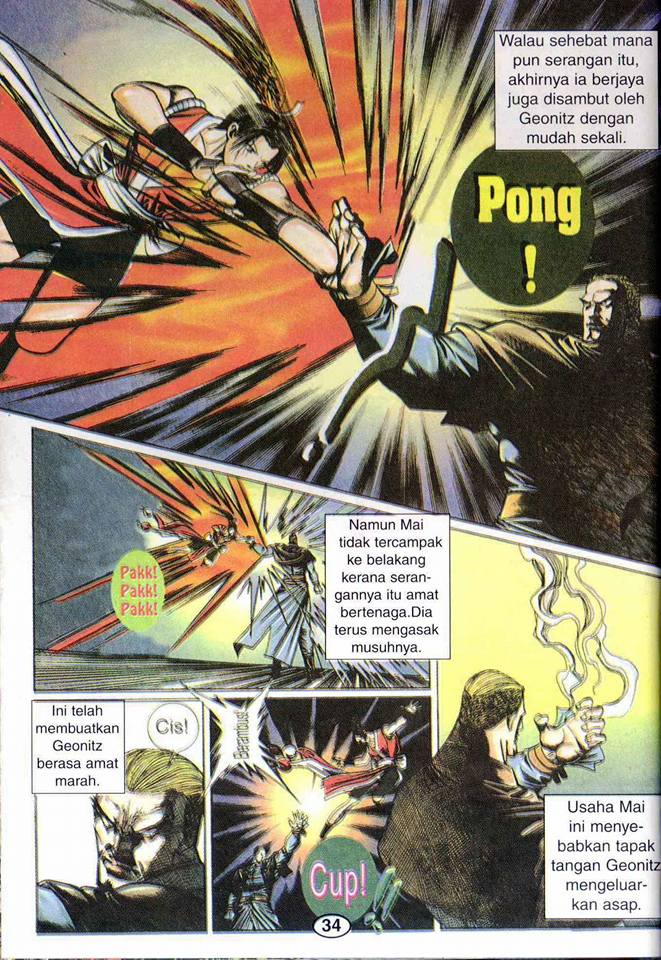 Walau sehebat mana
pun serangan itu,
akhirnya ia berjaya
juga disambut oleh
Geonitz dengan
mudah sekali.
Pong
!
Namun Mai
tidak tercampak
ke belakang
kerana seran-
gannya itu amat
bertenaga.Dia
terus mengasak
musuhnya.
Pakk!
Pakk!
Pakk!
Ini telah
membuatkan
Geonitz
berasa amat
marah.
Cis!
Cup!
Usaha Mai
ini menye-
babkan tapak
tangan Geonitz
mengeluar-
kan asap.
34